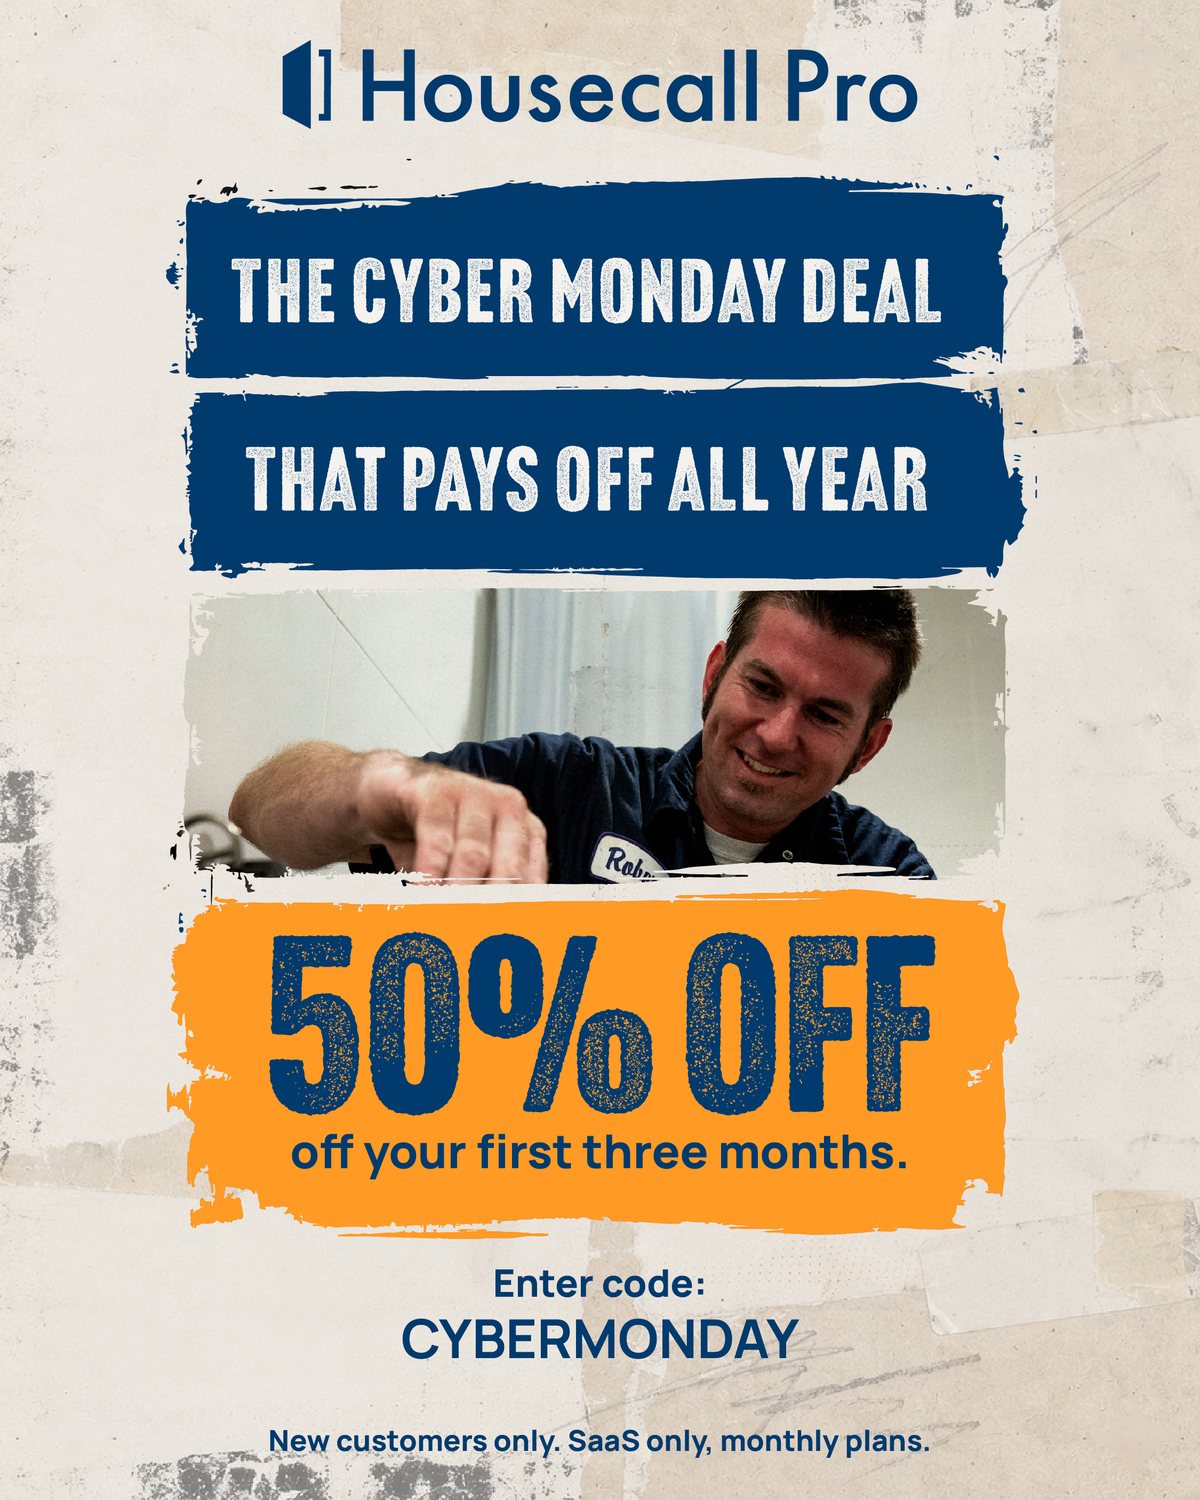 Housecall Pro
THE CYBER MONDAY DEAL
THAT PAYS OFF ALL YEAR
50% OFF
off your first three months.
Enter code:
CYBERMONDAY
New customers only. SaaS only, monthly plans.